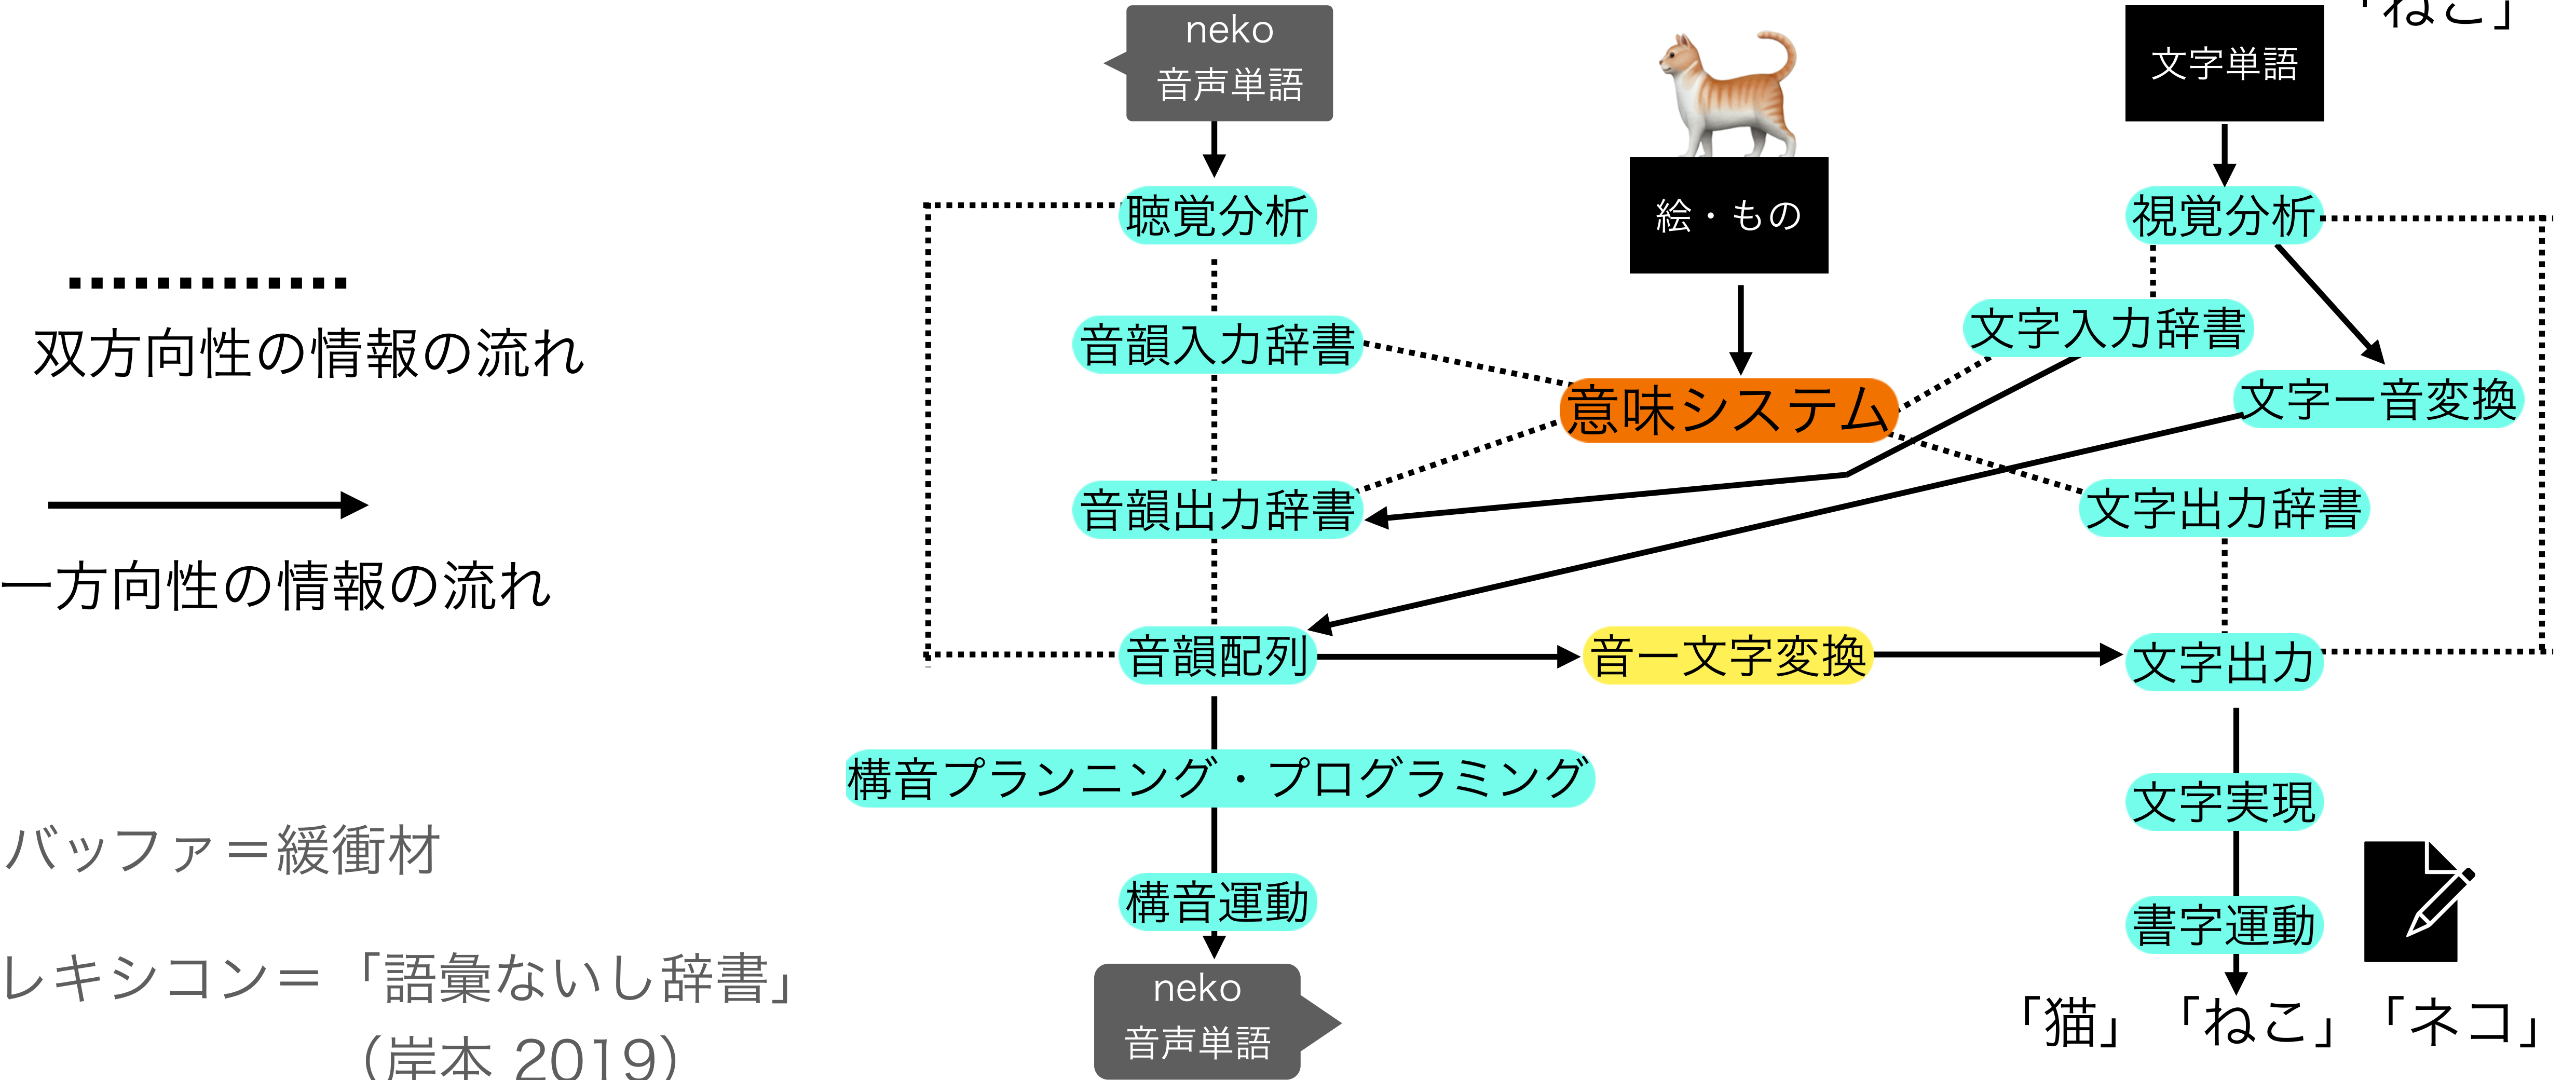 neko
音声単語
文字単語
「ねこ」
絵・もの
聴覚分析
視覚分析
双方向性の情報の流れ
音韻入力辞書
文字入力辞書
意味システム
文字ー音変換
音韻出力辞書
文字出力辞書
一方向性の情報の流れ
音韻配列
音ー文字変換
文字出力
構音プランニング・プログラミング
文字実現
バッファ＝緩衝材
構音運動
書字運動
レキシコン＝「語彙ないし辞書」
（岸本 2019）
neko
音声単語
「猫」「ねこ」「ネコ」